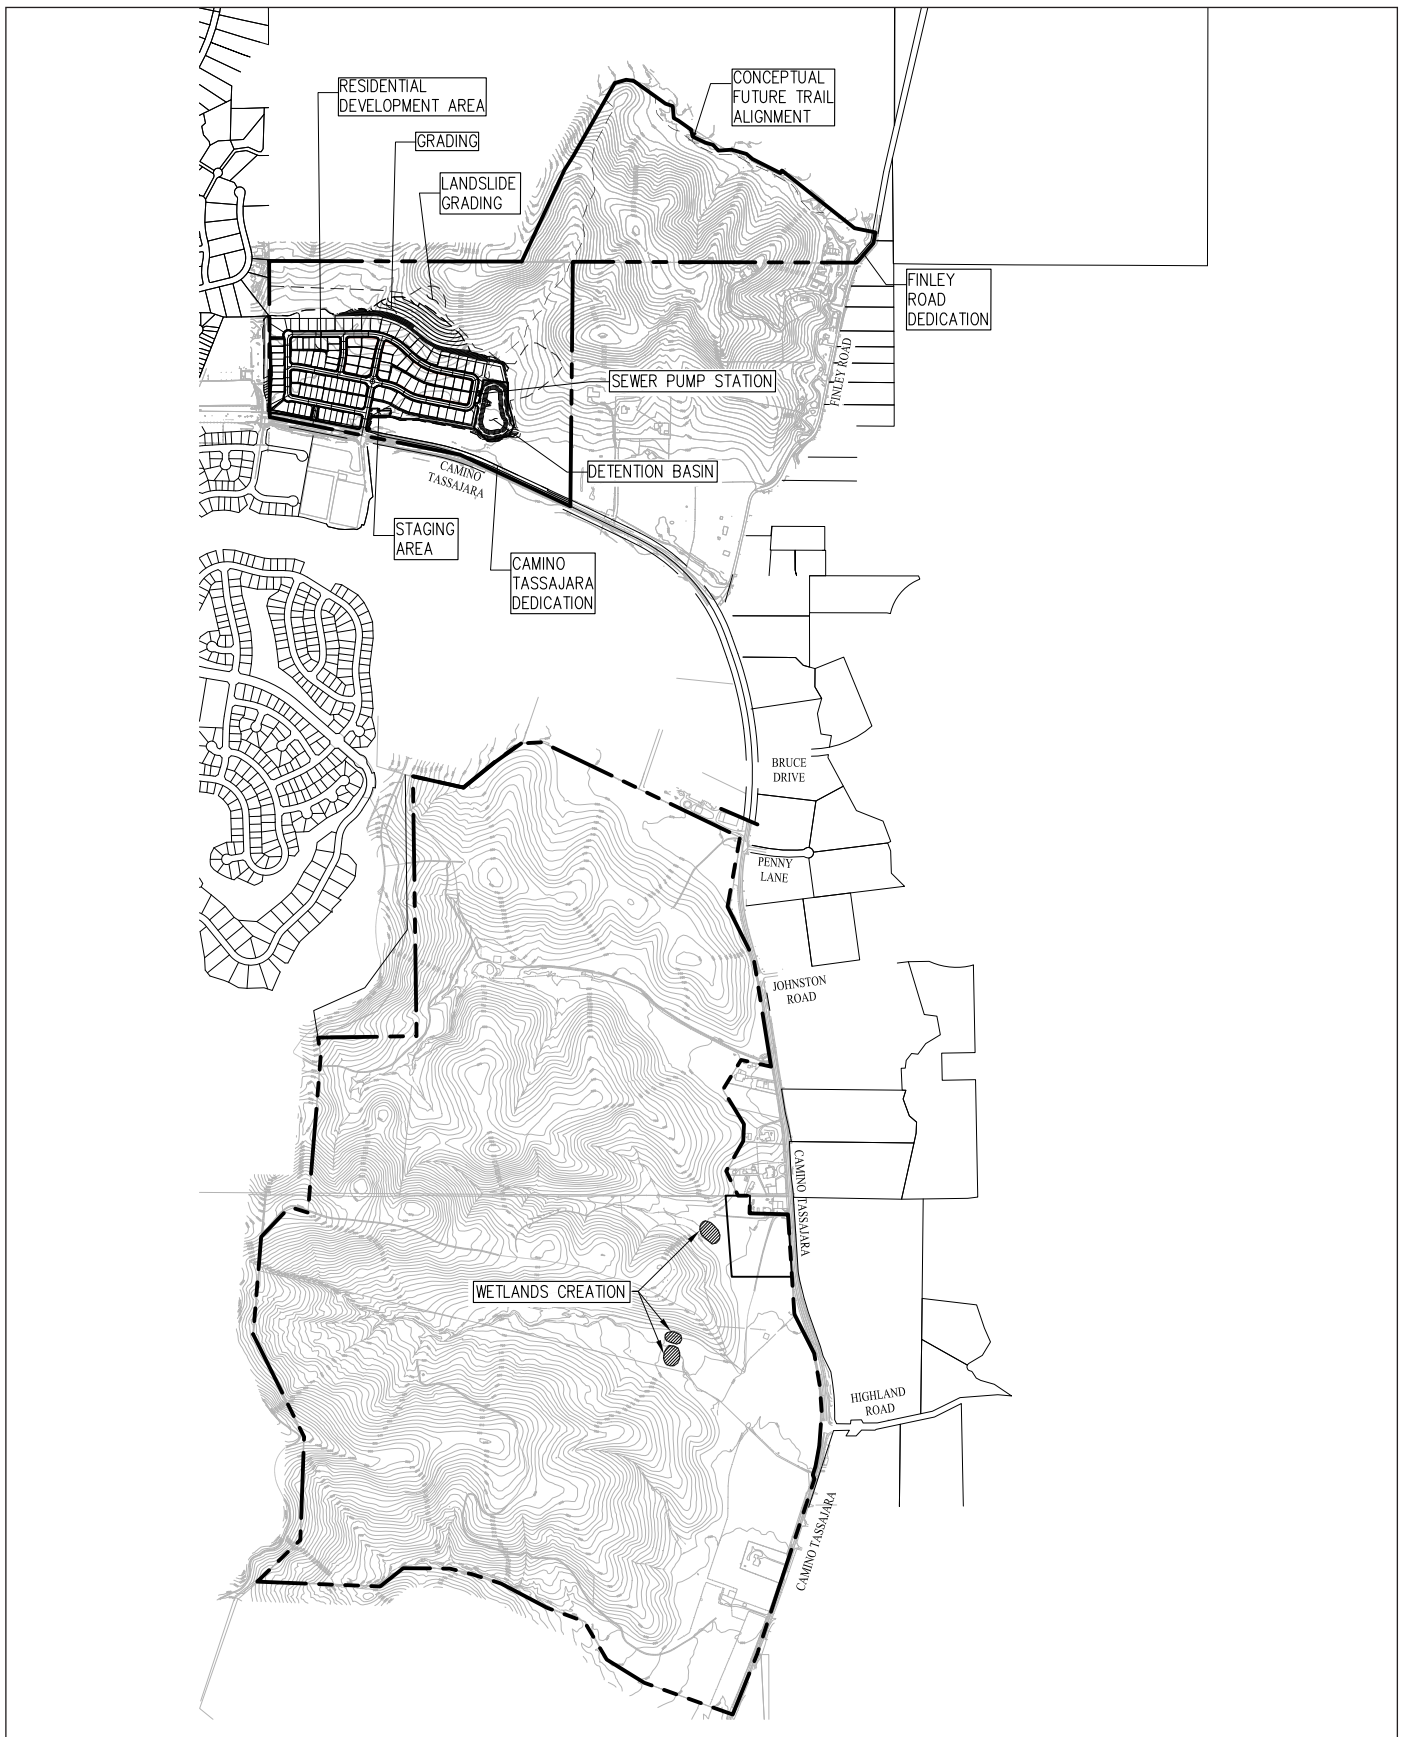 RESIDENTIAL
DEVELOPMENT AREA
CONCEPTUAL
FUTURE TRAIL
ALIGNMENT
GRADING
LANDSLIDE
GRADING
FINLEY
ROAD
DEDICATION
FINLEY ROAD
SEWER PUMP STATION
DETENTION BASIN
CAMINO
TASSAJARA
STAGING
AREA
CAMINO
TASSAJARA
DEDICATION
BRUCE
DRIVE
PENNY
LANE
JOHNSTON
ROAD
CAMINO TASSAJARA
WETLANDS CREATION
HIGHLAND
ROAD
CAMINO TASSAJARA